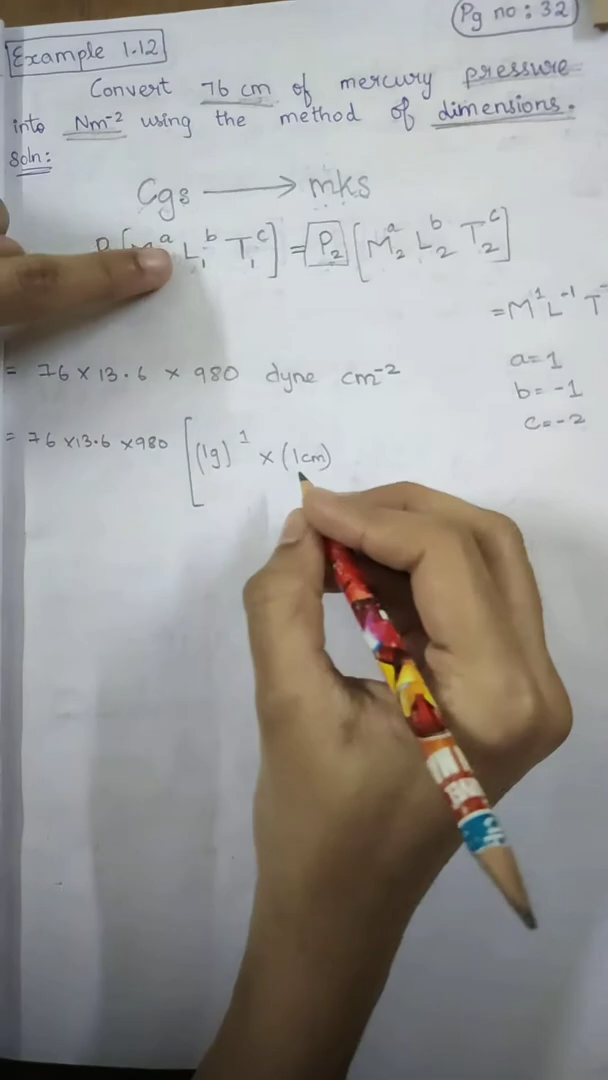 Pg no: 32
Example 1.12
Convert 76 cm of mercury pressure
into Nm⁻² using the method of dimensions.
Soln:
Cgs → mks
L₁ᵇ T₁ᶜ] = P₂ [M₂ᵃ L₂ᵇ T₂ᶜ]
= M¹ L⁻¹ T⁻
= 76 × 13.6 × 980 dyne cm⁻²
a=1
b=-1
c=-2
= 76 × 13.6 × 980 [(1g)¹ × (1cm)